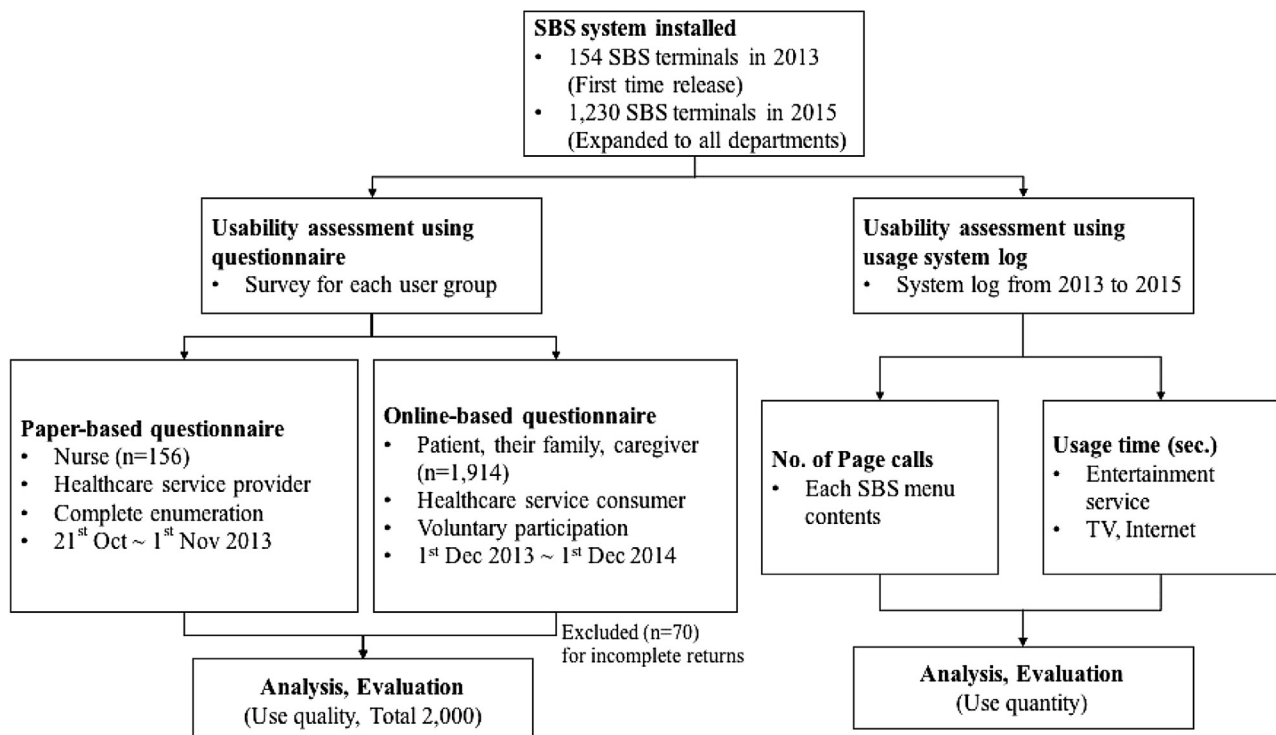 SBS system installed
• 154 SBS terminals in 2013
(First time release)
• 1,230 SBS terminals in 2015
(Expanded to all departments)
Usability assessment using
questionnaire
• Survey for each user group
Usability assessment using
usage system log
• System log from 2013 to 2015
Paper-based questionnaire
• Nurse (n=156)
• Healthcare service provider
• Complete enumeration
• 21st Oct ~ 1st Nov 2013
Online-based questionnaire
• Patient, their family, caregiver
(n=1,914)
• Healthcare service consumer
• Voluntary participation
• 1st Dec 2013 ~ 1st Dec 2014
No. of Page calls
• Each SBS menu
contents
Usage time (sec.)
• Entertainment
service
• TV, Internet
Excluded (n=70)
for incomplete returns
Analysis, Evaluation
(Use quality, Total 2,000)
Analysis, Evaluation
(Use quantity)